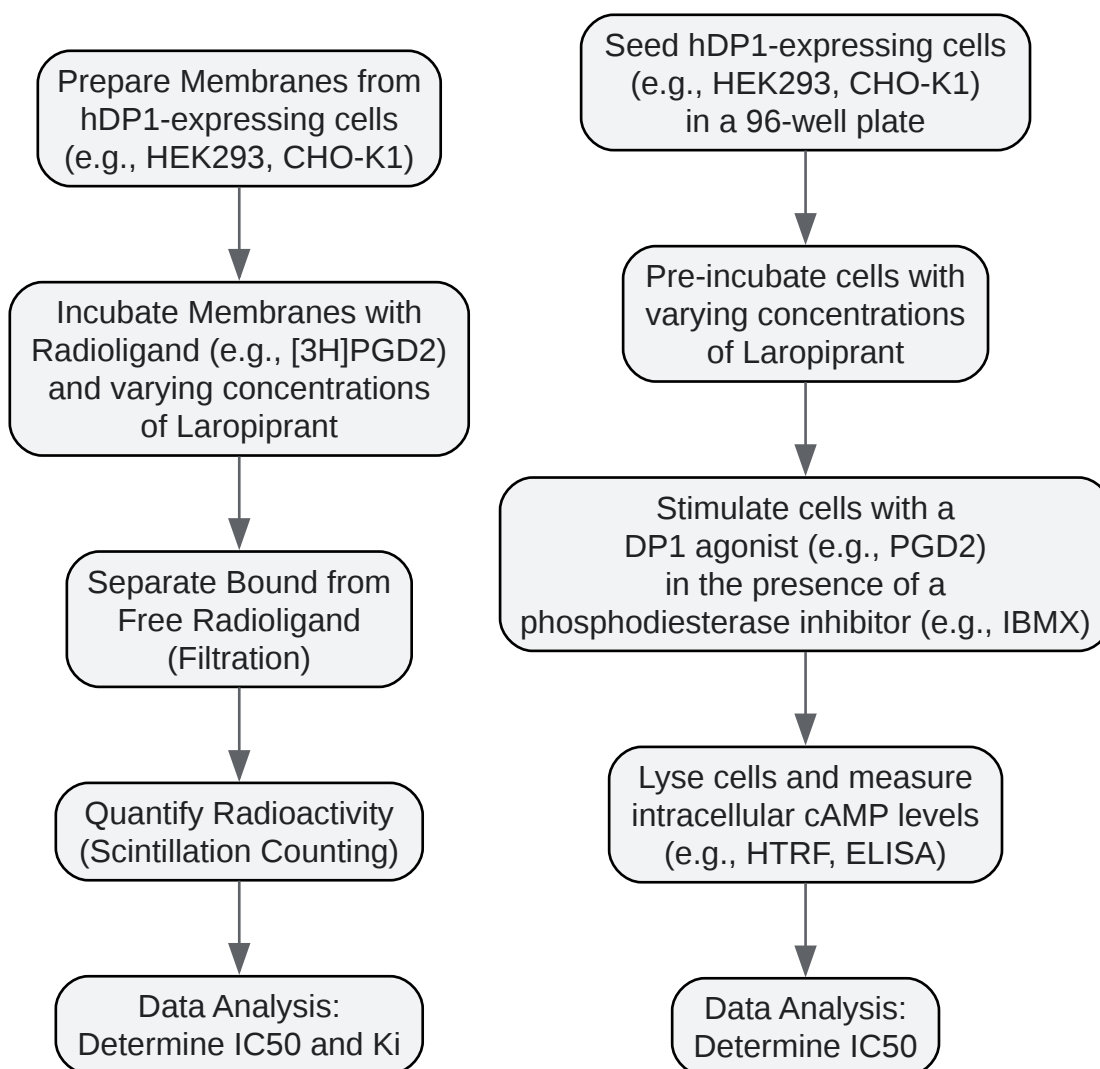 Prepare Membranes from
hDP1-expressing cells
(e.g., HEK293, CHO-K1)
Incubate Membranes with
Radioligand (e.g., [3H]PGD2)
and varying concentrations
of Laropiprant
Separate Bound from
Free Radioligand
(Filtration)
Quantify Radioactivity
(Scintillation Counting)
Data Analysis:
Determine IC50 and Ki
Seed hDP1-expressing cells
(e.g., HEK293, CHO-K1)
in a 96-well plate
Pre-incubate cells with
varying concentrations
of Laropiprant
Stimulate cells with a
DP1 agonist (e.g., PGD2)
in the presence of a
phosphodiesterase inhibitor (e.g., IBMX)
Lyse cells and measure
intracellular cAMP levels
(e.g., HTRF, ELISA)
Data Analysis:
Determine IC50